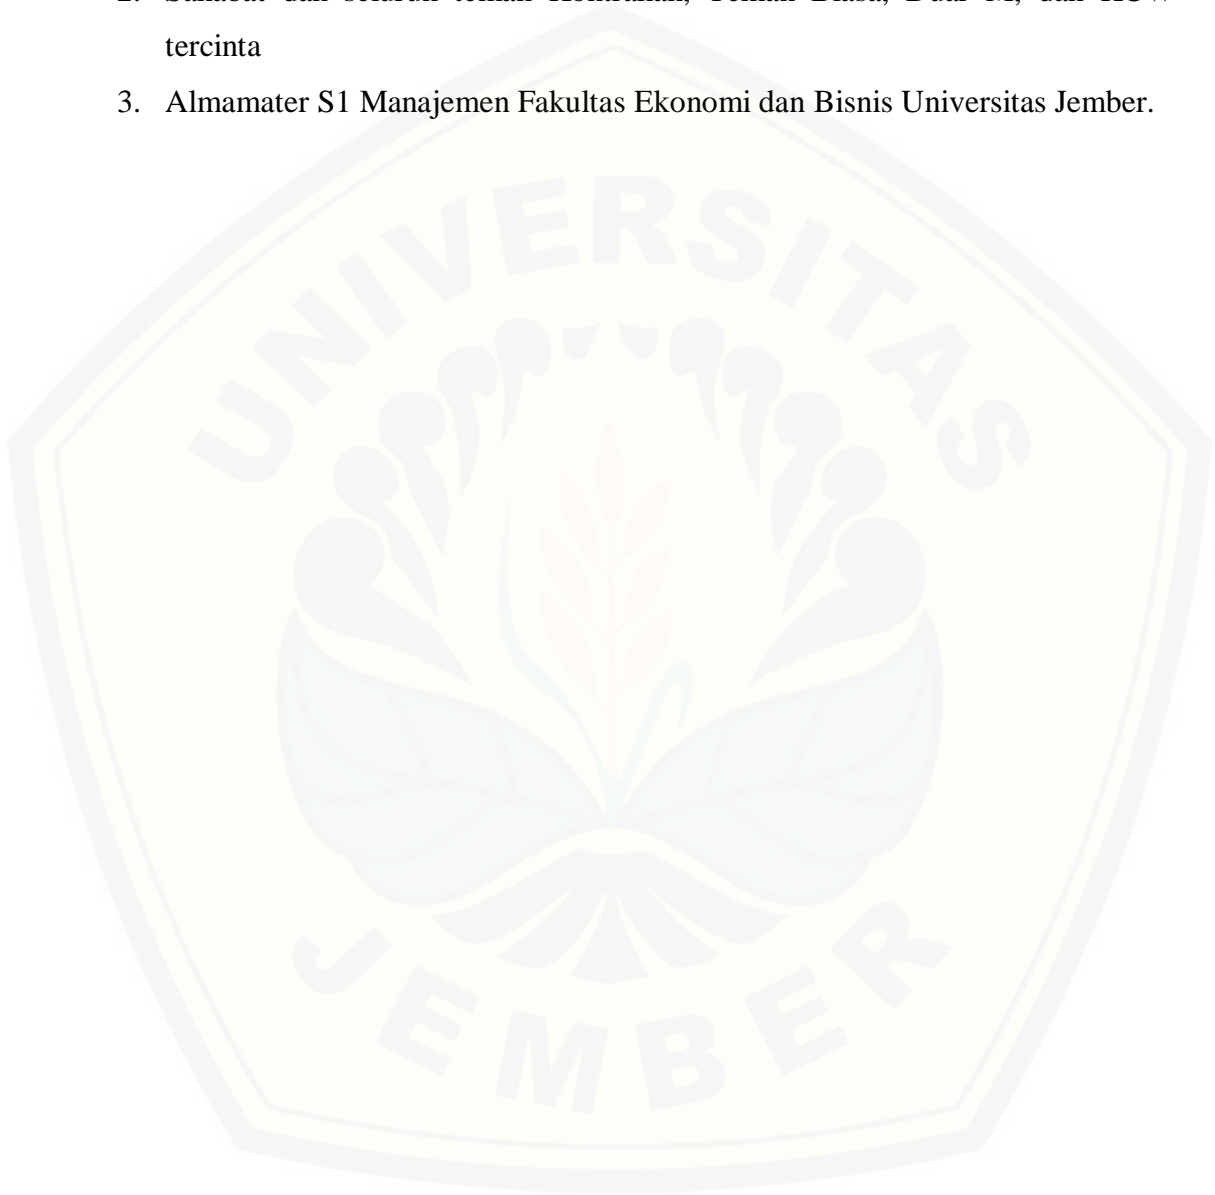 tercinta
3. Almamater S1 Manajemen Fakultas Ekonomi dan Bisnis Universitas Jember.
UNIVERSITAS
JEMBER